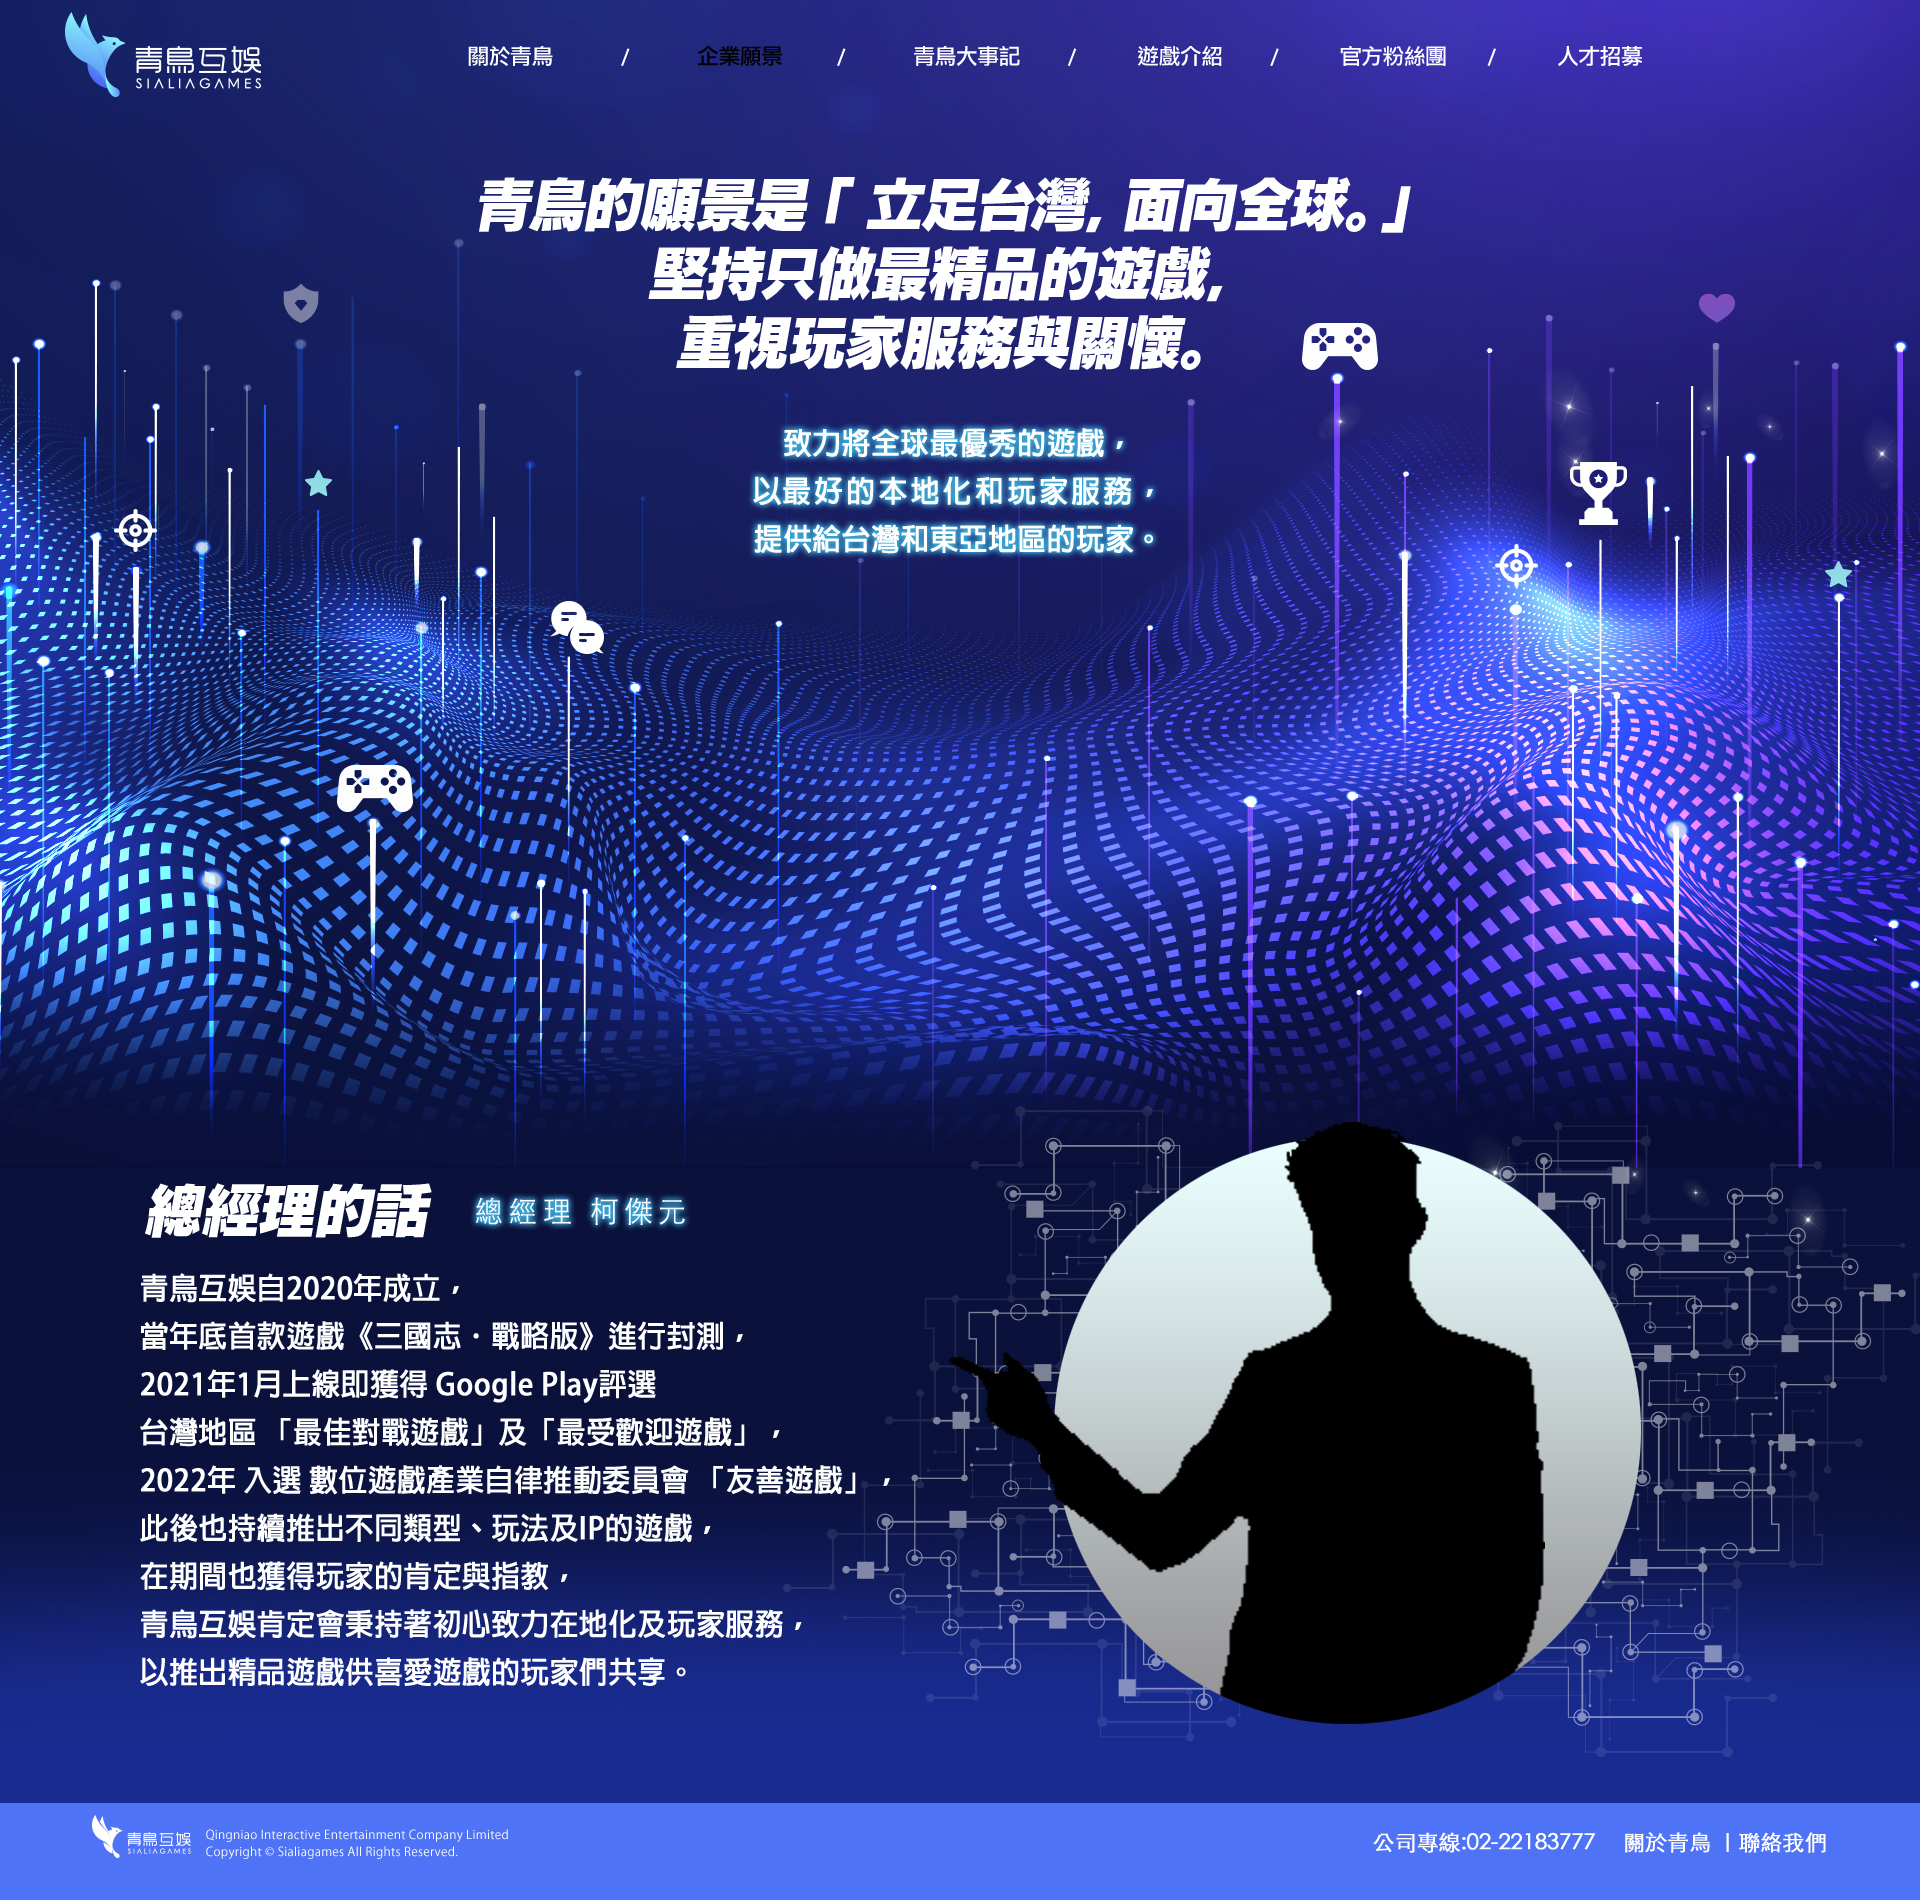 青鳥互娛
SIALIAGAMES
關於青鳥 / 企業願景 / 青鳥大事記 / 遊戲介紹 / 官方粉絲團 / 人才招募
青鳥的願景是「立足台灣, 面向全球。」
堅持只做最精品的遊戲,
重視玩家服務與關懷。
致力將全球最優秀的遊戲，
以最好的本地化和玩家服務，
提供給台灣和東亞地區的玩家。
總經理的話 總經理 柯傑元
青鳥互娛自2020年成立，
當年底首款遊戲《三國志．戰略版》進行封測，
2021年1月上線即獲得 Google Play評選
台灣地區 「最佳對戰遊戲」及「最受歡迎遊戲」，
2022年 入選 數位遊戲產業自律推動委員會 「友善遊戲」，
此後也持續推出不同類型、玩法及IP的遊戲，
在期間也獲得玩家的肯定與指教，
青鳥互娛肯定會秉持著初心致力在地化及玩家服務，
以推出精品遊戲供喜愛遊戲的玩家們共享。
青鳥互娛
SIALIAGAMES
Qingniao Interactive Entertainment Company Limited
Copyright © Sialiagames All Rights Reserved.
公司專線:02-22183777 關於青鳥 | 聯絡我們